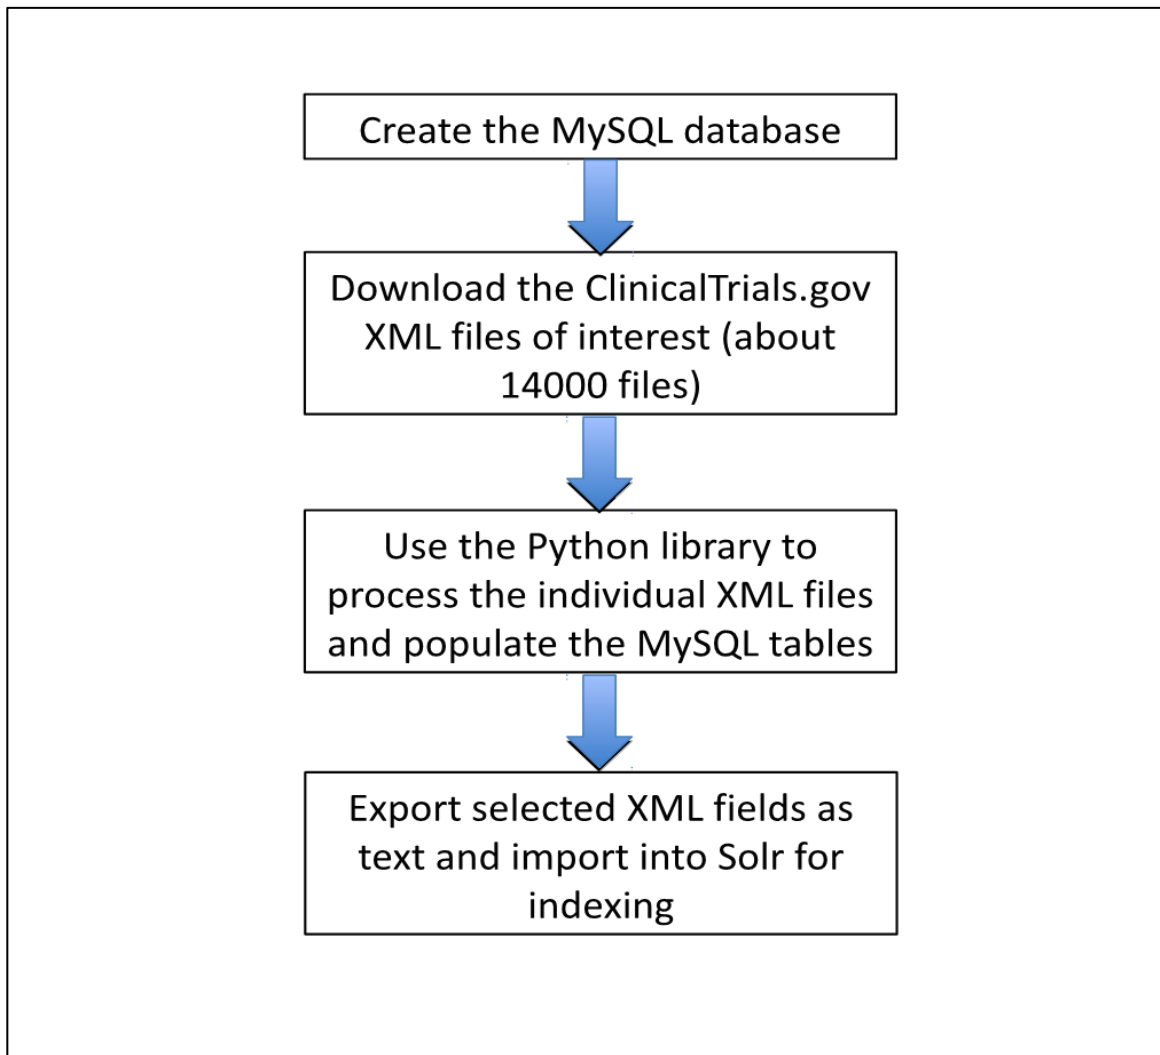 Create the MySQL database
Download the ClinicalTrials.gov
XML files of interest (about
14000 files)
Use the Python library to
process the individual XML files
and populate the MySQL tables
Export selected XML fields as
text and import into Solr for
indexing